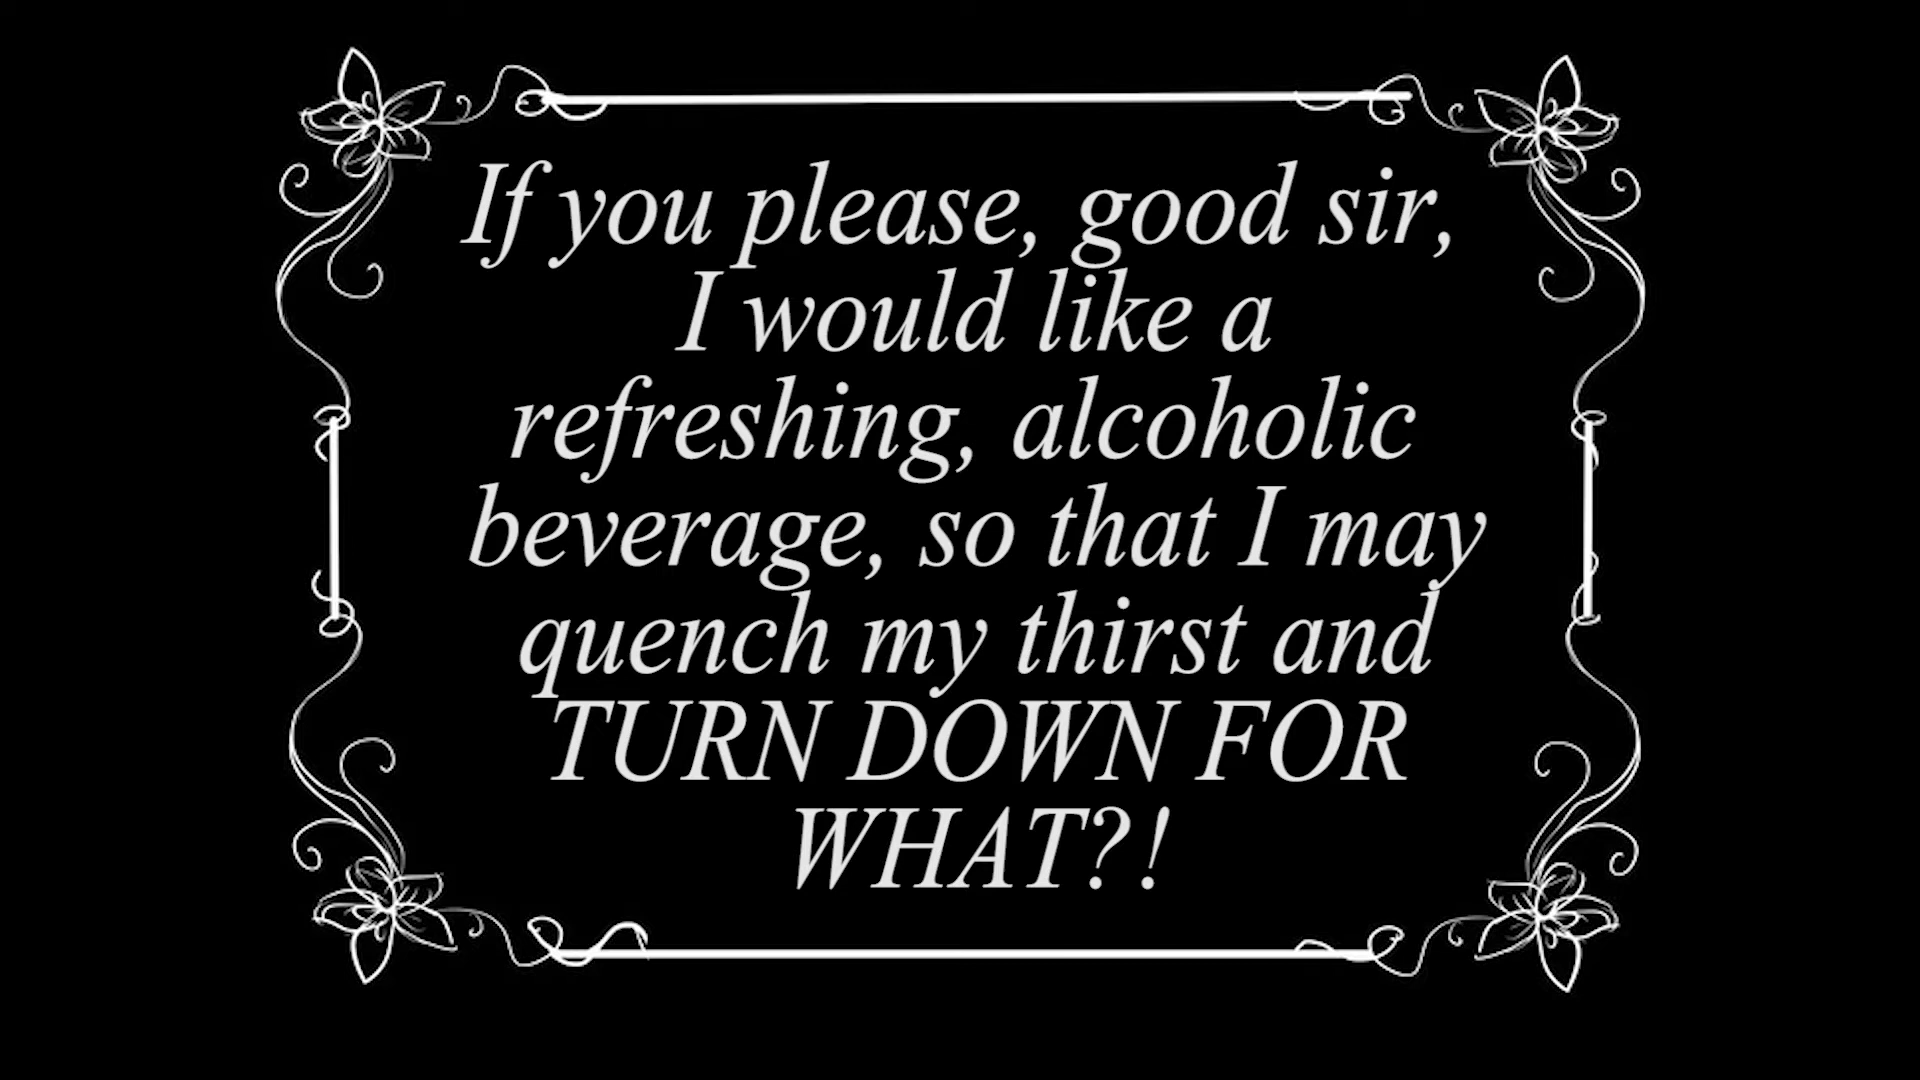 If you please, good sir,
I would like a
refreshing, alcoholic
beverage, so that I may
quench my thirst and
TURN DOWN FOR
WHAT?!